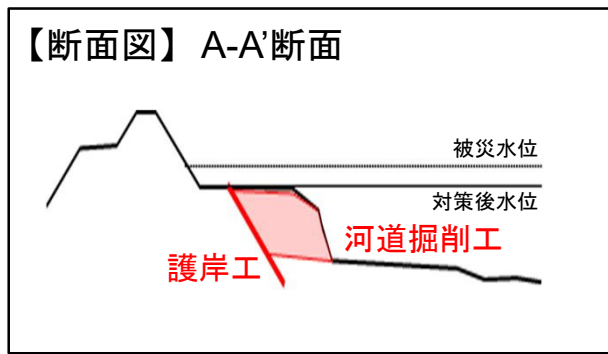 【断面図】 A-A’断面
被災水位
対策後水位
河道掘削工
護岸工